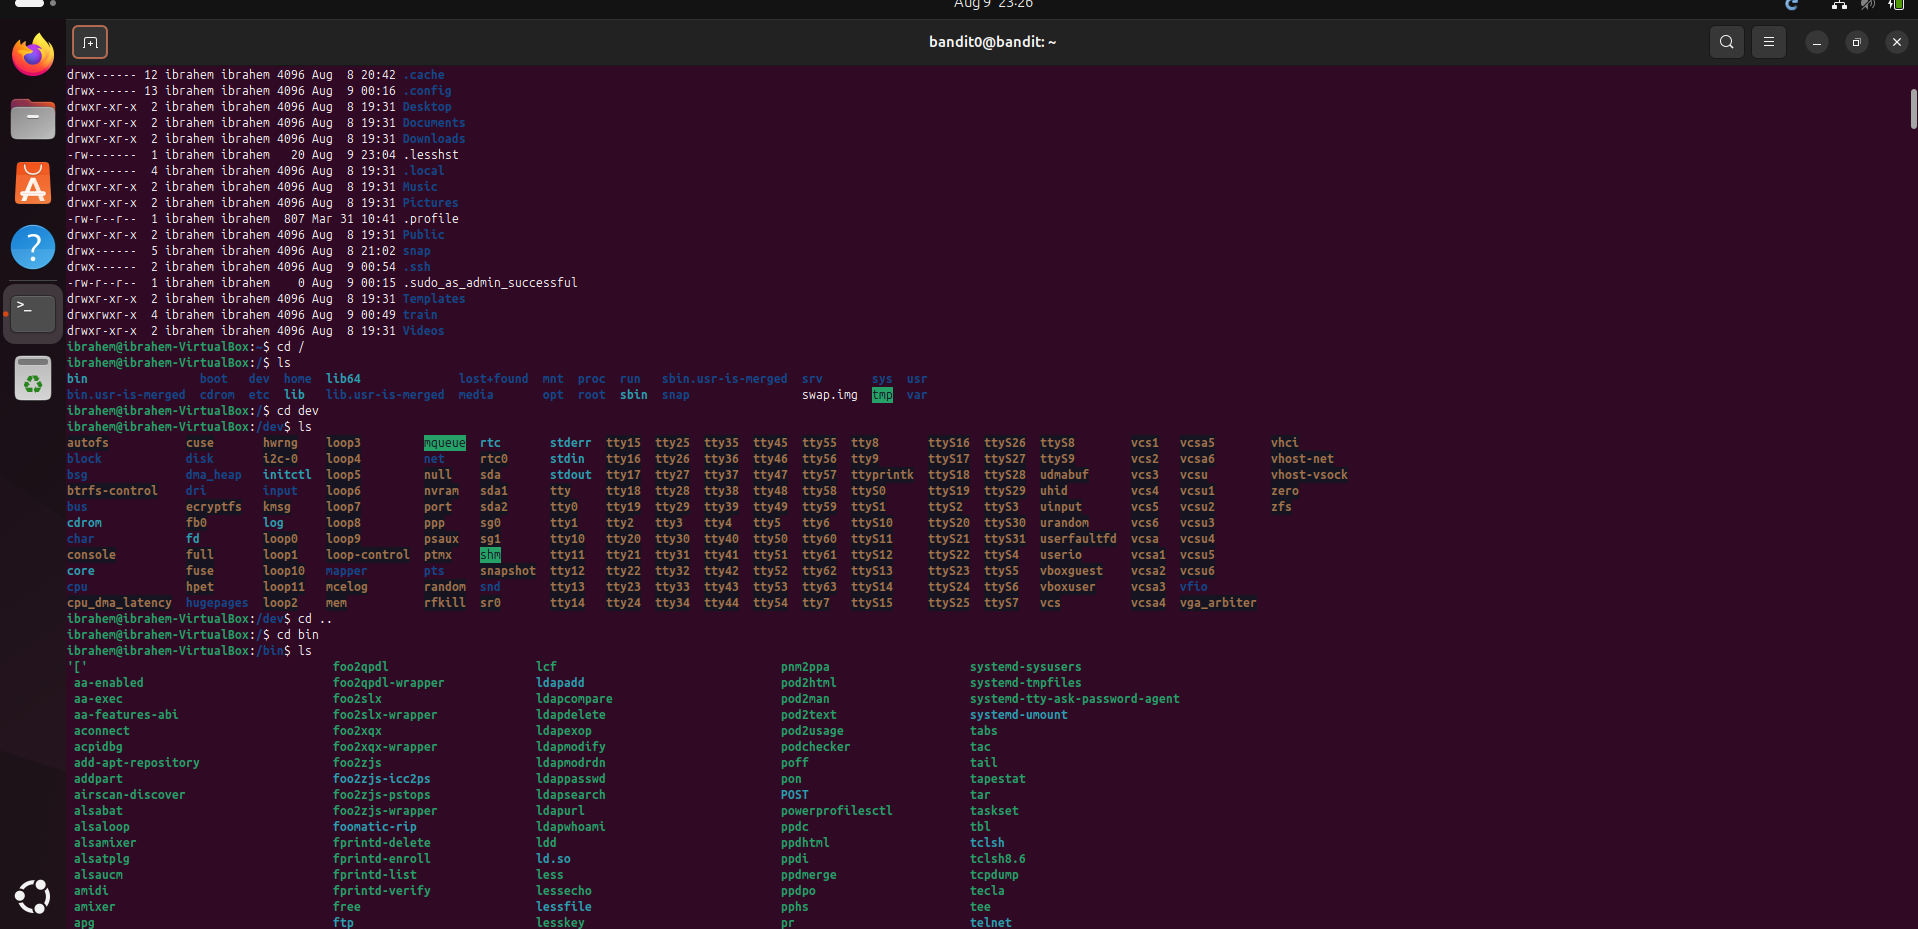 Aug 9 23:26
bandit0@bandit: ~
drwx------ 12 ibrahem ibrahem 4096 Aug  8 20:42 .cache
drwx------ 13 ibrahem ibrahem 4096 Aug  9 00:16 .config
drwxr-xr-x  2 ibrahem ibrahem 4096 Aug  8 19:31 Desktop
drwxr-xr-x  2 ibrahem ibrahem 4096 Aug  8 19:31 Documents
drwxr-xr-x  2 ibrahem ibrahem 4096 Aug  8 19:31 Downloads
-rw-------  1 ibrahem ibrahem   20 Aug  9 23:04 .lesshst
drwx------  4 ibrahem ibrahem 4096 Aug  8 19:31 .local
drwxr-xr-x  2 ibrahem ibrahem 4096 Aug  8 19:31 Music
drwxr-xr-x  2 ibrahem ibrahem 4096 Aug  8 19:31 Pictures
-rw-r--r--  1 ibrahem ibrahem  807 Mar 31 10:41 .profile
drwxr-xr-x  2 ibrahem ibrahem 4096 Aug  8 19:31 Public
drwx------  5 ibrahem ibrahem 4096 Aug  8 21:02 snap
drwx------  2 ibrahem ibrahem 4096 Aug  9 00:54 .ssh
-rw-r--r--  1 ibrahem ibrahem    0 Aug  9 00:15 .sudo_as_admin_successful
drwxr-xr-x  2 ibrahem ibrahem 4096 Aug  8 19:31 Templates
drwxrwxr-x  4 ibrahem ibrahem 4096 Aug  9 00:49 train
drwxr-xr-x  2 ibrahem ibrahem 4096 Aug  8 19:31 Videos
ibrahem@ibrahem-VirtualBox:~$ cd /
ibrahem@ibrahem-VirtualBox:/$ ls
bin                boot   dev  home  lib64              lost+found  mnt  proc  run   sbin.usr-is-merged  srv       sys  usr
bin.usr-is-merged  cdrom  etc  lib   lib.usr-is-merged  media       opt  root  sbin  snap                swap.img  tmp  var
ibrahem@ibrahem-VirtualBox:/$ cd dev
ibrahem@ibrahem-VirtualBox:/dev$ ls
autofs cuse hwrng loop3 mqueue rtc stderr tty15 tty25 tty35 tty45 tty55 tty8 ttyS16 ttyS26 ttyS8 vcs1 vcsa5 vhci
block disk i2c-0 loop4 net rtc0 stdin tty16 tty26 tty36 tty46 tty56 tty9 ttyS17 ttyS27 ttyS9 vcs2 vcsa6 vhost-net
bsg dma_heap initctl loop5 null sda stdout tty17 tty27 tty37 tty47 tty57 ttyprintk ttyS18 ttyS28 udmabuf vcs3 vcsu vhost-vsock
btrfs-control dri input loop6 nvram sda1 tty tty18 tty28 tty38 tty48 tty58 ttyS0 ttyS19 ttyS29 uhid vcs4 vcsu1 zero
bus ecryptfs kmsg loop7 port sda2 tty0 tty19 tty29 tty39 tty49 tty59 ttyS1 ttyS2 ttyS3 uinput vcs5 vcsu2 zfs
cdrom fb0 log loop8 ppp sg0 tty1 tty2 tty3 tty4 tty5 tty6 ttyS10 ttyS20 ttyS30 urandom vcs6 vcsu3
char fd loop0 loop9 psaux sg1 tty10 tty20 tty30 tty40 tty50 tty60 ttyS11 ttyS21 ttyS31 userfaultfd vcsa vcsu4
console full loop1 loop-control ptmx shm tty11 tty21 tty31 tty41 tty51 tty61 ttyS12 ttyS22 ttyS4 userio vcsa1 vcsu5
core fuse loop10 mapper pts snapshot tty12 tty22 tty32 tty42 tty52 tty62 ttyS13 ttyS23 ttyS5 vboxguest vcsa2 vcsu6
cpu hpet loop11 mcelog random snd tty13 tty23 tty33 tty43 tty53 tty63 ttyS14 ttyS24 ttyS6 vboxuser vcsa3 vfio
cpu_dma_latency hugepages loop2 mem rfkill sr0 tty14 tty24 tty34 tty44 tty54 tty7 ttyS15 ttyS25 ttyS7 vcs vcsa4 vga_arbiter
ibrahem@ibrahem-VirtualBox:/dev$ cd ..
ibrahem@ibrahem-VirtualBox:/$ cd bin
ibrahem@ibrahem-VirtualBox:/bin$ ls
'[' foo2qpdl lcf pnm2ppa systemd-sysusers
aa-enabled foo2qpdl-wrapper ldapadd pod2html systemd-tmpfiles
aa-exec foo2slx ldapcompare pod2man systemd-tty-ask-password-agent
aa-features-abi foo2slx-wrapper ldapdelete pod2text systemd-umount
aconnect foo2xqx ldapexop pod2usage tabs
acpidbg foo2xqx-wrapper ldapmodify podchecker tac
add-apt-repository foo2zjs ldapmodrdn poff tail
addpart foo2zjs-icc2ps ldappasswd pon tapestat
airscan-discover foo2zjs-pstops ldapsearch POST tar
alsabat foo2zjs-wrapper ldapurl powerprofilesctl taskset
alsaloop foomatic-rip ldapwhoami ppdc tbl
alsamixer fprintd-delete ldd ppdhtml tclsh
alsatplg fprintd-enroll ld.so ppdi tclsh8.6
alsaucm fprintd-list less ppdmerge tcpdump
amidi fprintd-verify lessecho ppdpo tecla
amixer free lessfile pphs tee
apg ftp lesskey pr telnet